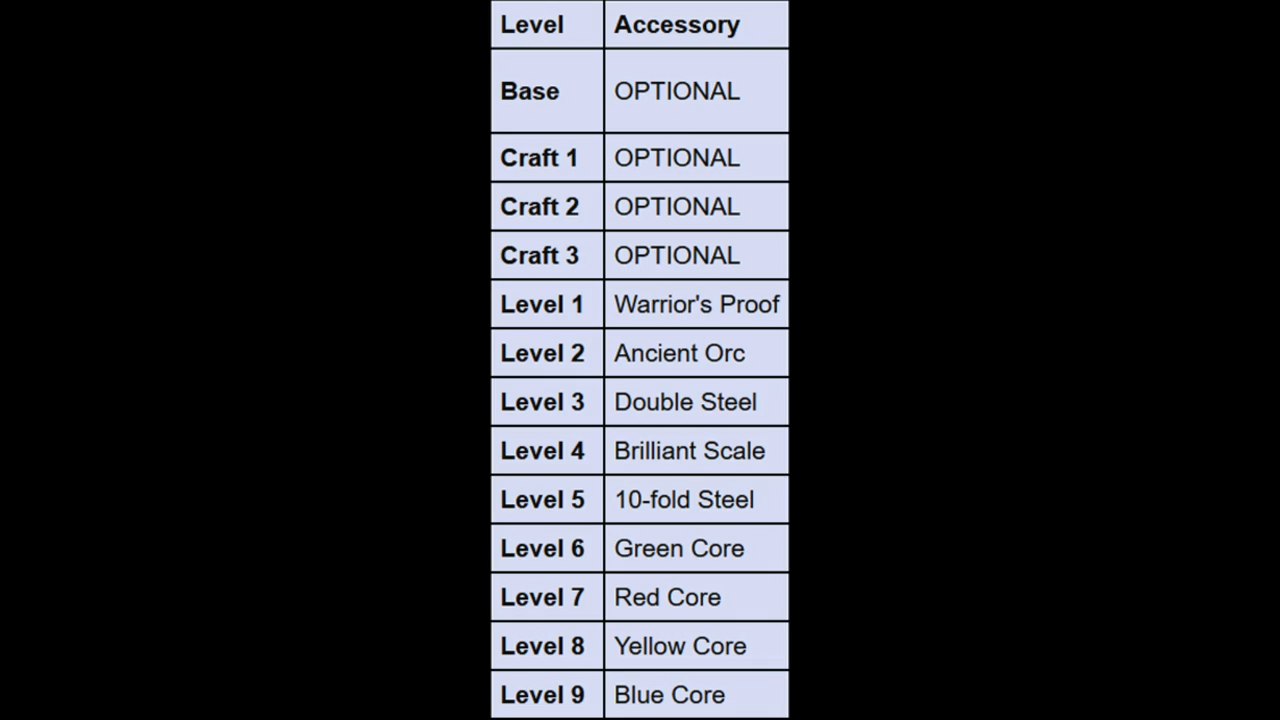 Level Accessory
Base OPTIONAL
Craft 1 OPTIONAL
Craft 2 OPTIONAL
Craft 3 OPTIONAL
Level 1 Warrior's Proof
Level 2 Ancient Orc
Level 3 Double Steel
Level 4 Brilliant Scale
Level 5 10-fold Steel
Level 6 Green Core
Level 7 Red Core
Level 8 Yellow Core
Level 9 Blue Core